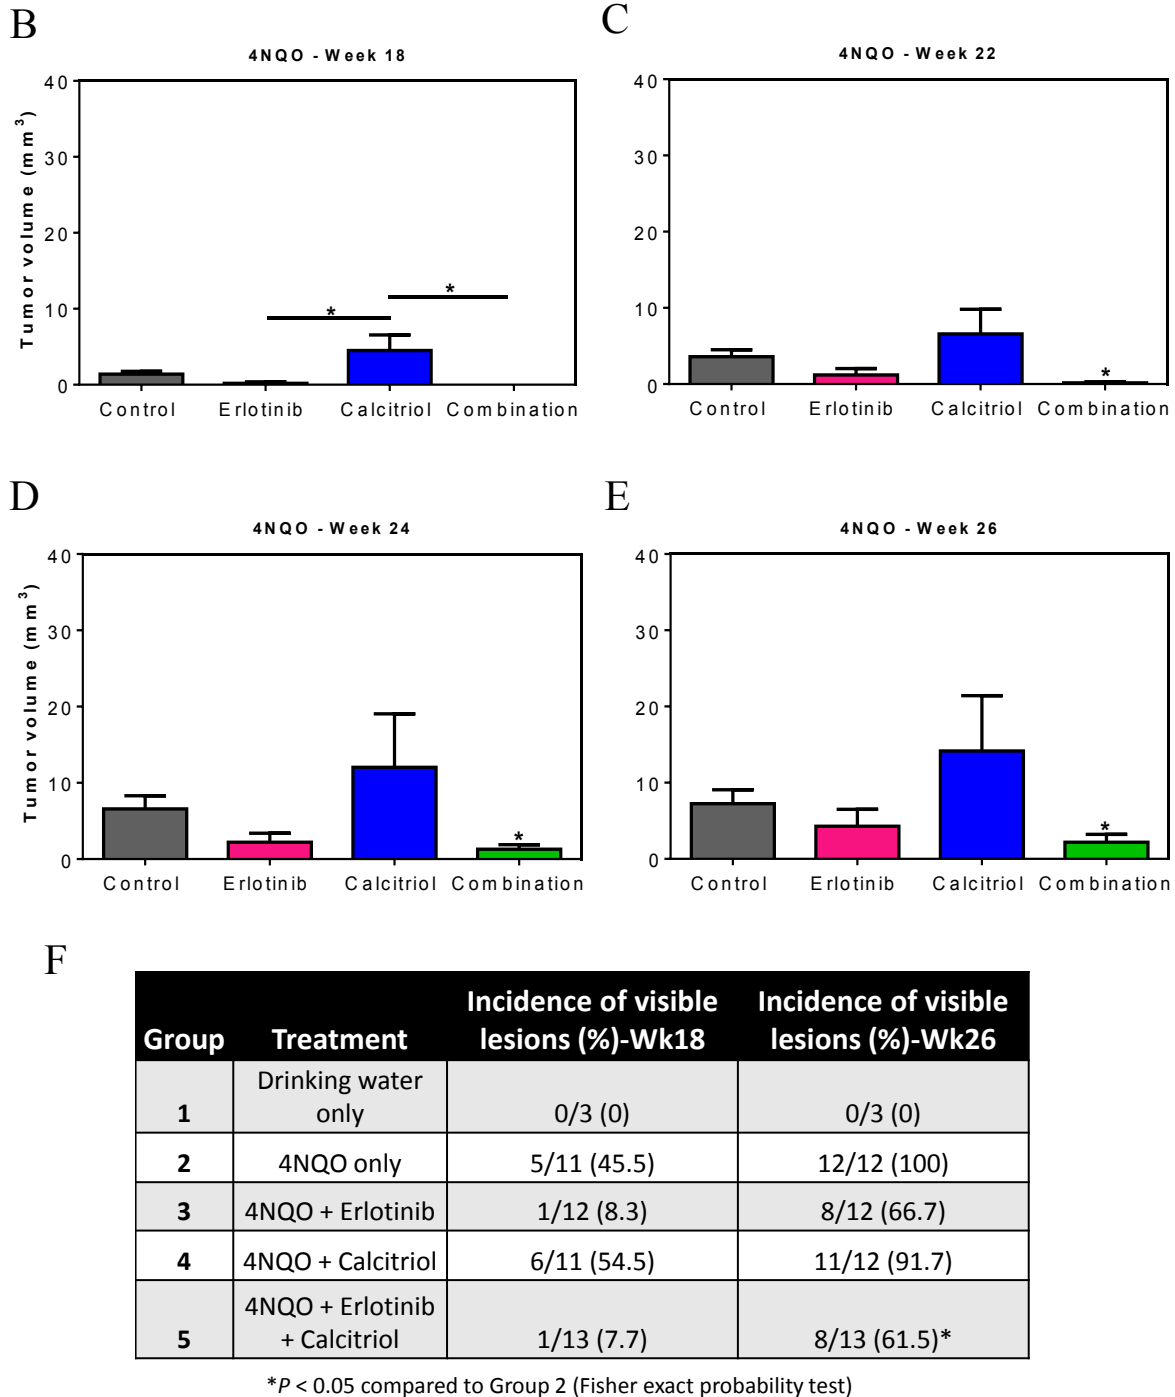 B
4NQO - Week 18
Tumor volume (mm³)
40
30
20
10
0
*
*
Control Erlotinib Calcitriol Combination
C
4NQO - Week 22
40
30
20
10
0
*
Control Erlotinib Calcitriol Combination
D
4NQO - Week 24
Tumor volume (mm³)
40
30
20
10
0
*
Control Erlotinib Calcitriol Combination
E
4NQO - Week 26
40
30
20
10
0
*
Control Erlotinib Calcitriol Combination
F
Group Treatment Incidence of visible lesions (%)-Wk18 Incidence of visible lesions (%)-Wk26
1 Drinking water only 0/3 (0) 0/3 (0)
2 4NQO only 5/11 (45.5) 12/12 (100)
3 4NQO + Erlotinib 1/12 (8.3) 8/12 (66.7)
4 4NQO + Calcitriol 6/11 (54.5) 11/12 (91.7)
5 4NQO + Erlotinib + Calcitriol 1/13 (7.7) 8/13 (61.5)*
*P < 0.05 compared to Group 2 (Fisher exact probability test)